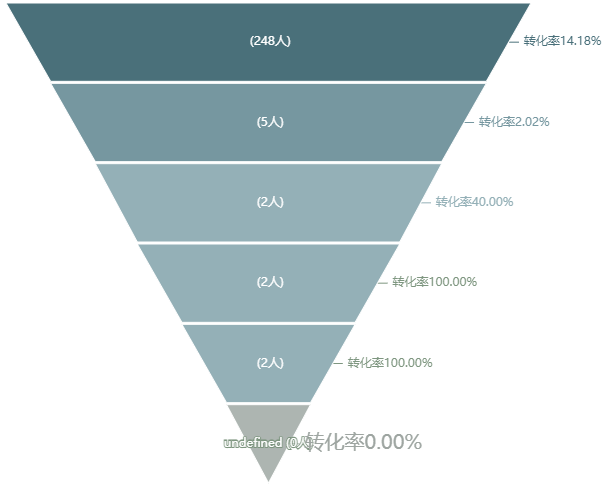 (248人) 转化率14.18%
(5人) 转化率2.02%
(2人) 转化率40.00%
(2人) 转化率100.00%
(2人) 转化率100.00%
undefined (0人) 转化率0.00%